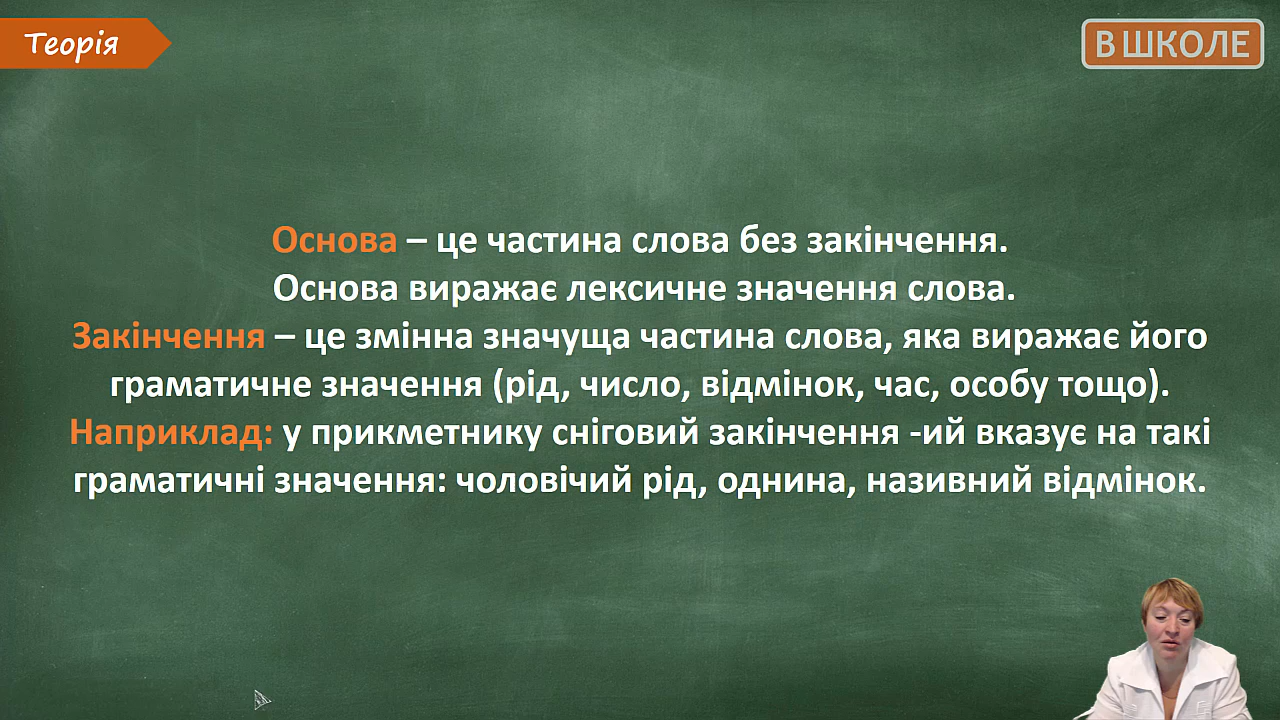 Теорія
В ШКОЛЕ
Основа – це частина слова без закінчення.
Основа виражає лексичне значення слова.
Закінчення – це змінна значуща частина слова, яка виражає його
граматичне значення (рід, число, відмінок, час, особу тощо).
Наприклад: у прикметнику сніговий закінчення -ий вказує на такі
граматичні значення: чоловічий рід, однина, називний відмінок.